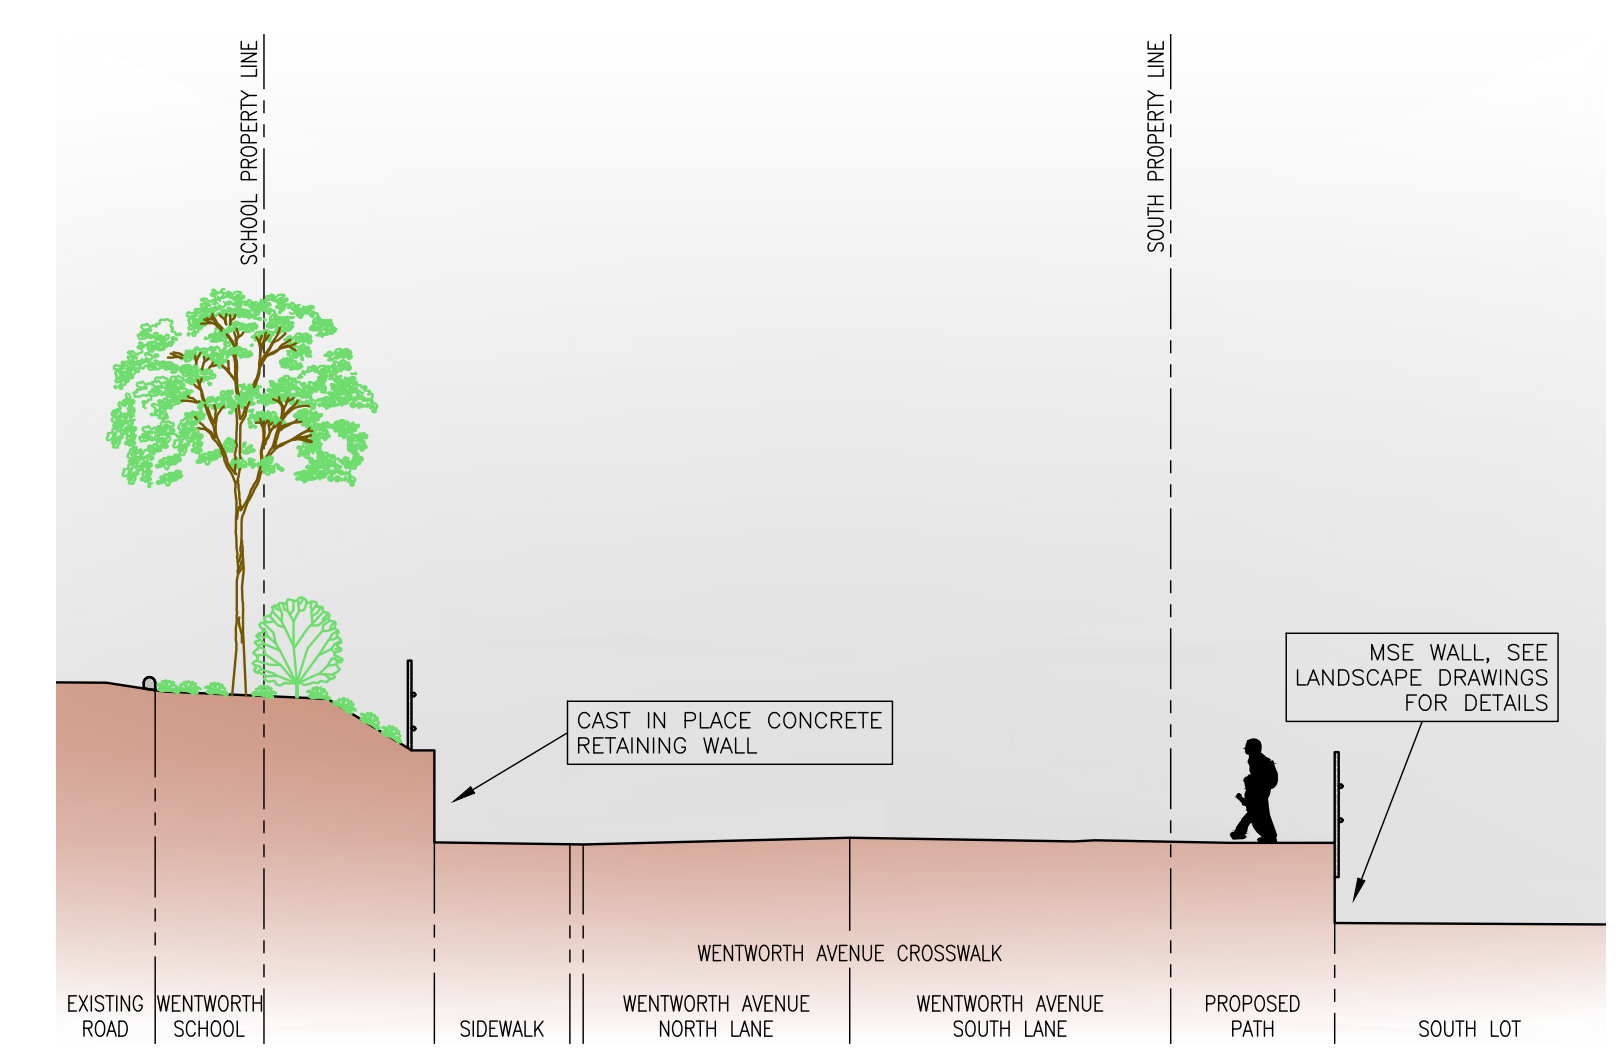 SCHOOL PROPERTY LINE
SOUTH PROPERTY LINE
MSE WALL, SEE
LANDSCAPE DRAWINGS
FOR DETAILS
CAST IN PLACE CONCRETE
RETAINING WALL
WENTWORTH AVENUE CROSSWALK
EXISTING
ROAD
WENTWORTH
SCHOOL
SIDEWALK
WENTWORTH AVENUE
NORTH LANE
WENTWORTH AVENUE
SOUTH LANE
PROPOSED
PATH
SOUTH LOT